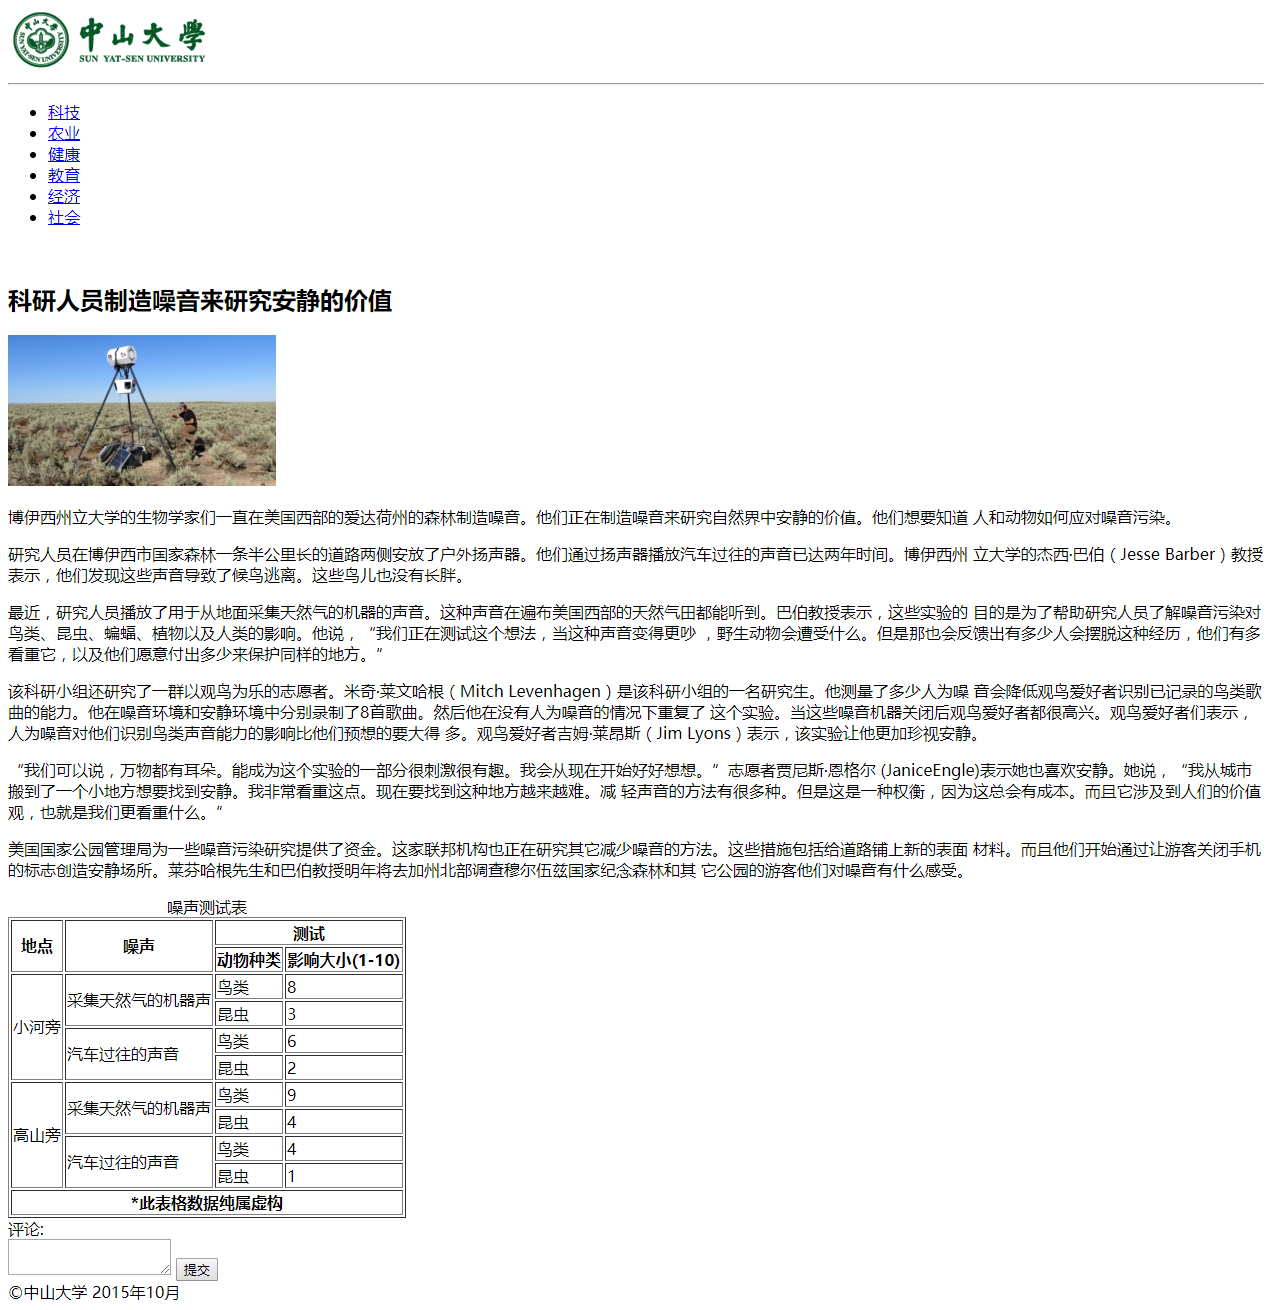 中山大學
SUN YAT-SEN UNIVERSITY
科技
农业
健康
教育
经济
社会
科研人员制造噪音来研究安静的价值
博伊西州立大学的生物学家们一直在美国西部的爱达荷州的森林制造噪音。他们正在制造噪音来研究自然界中安静的价值。他们想要知道 人和动物如何应对噪音污染。
研究人员在博伊西市国家森林一条半公里长的道路两侧安放了户外扬声器。他们通过扬声器播放汽车过往的声音已达两年时间。博伊西州 立大学的杰西·巴伯（Jesse Barber）教授
表示，他们发现这些声音导致了候鸟逃离。这些鸟儿也没有长胖。
最近，研究人员播放了用于从地面采集天然气的机器的声音。这种声音在遍布美国西部的天然气田都能听到。巴伯教授表示，这些实验的 目的是为了帮助研究人员了解噪音污染对
鸟类、昆虫、蝙蝠、植物以及人类的影响。他说，“我们正在测试这个想法，当这种声音变得更吵 ，野生动物会遭受什么。但是那也会反馈出有多少人会摆脱这种经历，他们有多
看重它，以及他们愿意付出多少来保护同样的地方。”
该科研小组还研究了一群以观鸟为乐的志愿者。米奇·莱文哈根（Mitch Levenhagen）是该科研小组的一名研究生。他测量了多少人为噪 音会降低观鸟爱好者识别已记录的鸟类歌
曲的能力。他在噪音环境和安静环境中分别录制了8首歌曲。然后他在没有人为噪音的情况下重复了 这个实验。当这些噪音机器关闭后观鸟爱好者都很高兴。观鸟爱好者们表示，
人为噪音对他们识别鸟类声音能力的影响比他们预想的要大得 多。观鸟爱好者吉姆·莱昂斯（Jim Lyons）表示，该实验让他更加珍视安静。
“我们可以说，万物都有耳朵。能成为这个实验的一部分很刺激很有趣。我会从现在开始好好想想。”志愿者贾尼斯·恩格尔 (JaniceEngle)表示她也喜欢安静。她说，“我从城市
搬到了一个小地方想要找到安静。我非常看重这点。现在要找到这种地方越来越难。减 轻声音的方法有很多种。但是这是一种权衡，因为这总会有成本。而且它涉及到人们的价值
观，也就是我们更看重什么。“
美国国家公园管理局为一些噪音污染研究提供了资金。这家联邦机构也正在研究其它减少噪音的方法。这些措施包括给道路铺上新的表面 材料。而且他们开始通过让游客关闭手机
的标志创造安静场所。莱芬哈根先生和巴伯教授明年将去加州北部调查穆尔伍兹国家纪念森林和其 它公园的游客他们对噪音有什么感受。
噪声测试表
地点 噪声 测试
动物种类 影响大小(1-10)
小河旁 采集天然气的机器声 鸟类 8
昆虫 3
汽车过往的声音 鸟类 6
昆虫 2
高山旁 采集天然气的机器声 鸟类 9
昆虫 4
汽车过往的声音 鸟类 4
昆虫 1
*此表格数据纯属虚构
评论:
提交
©中山大学 2015年10月